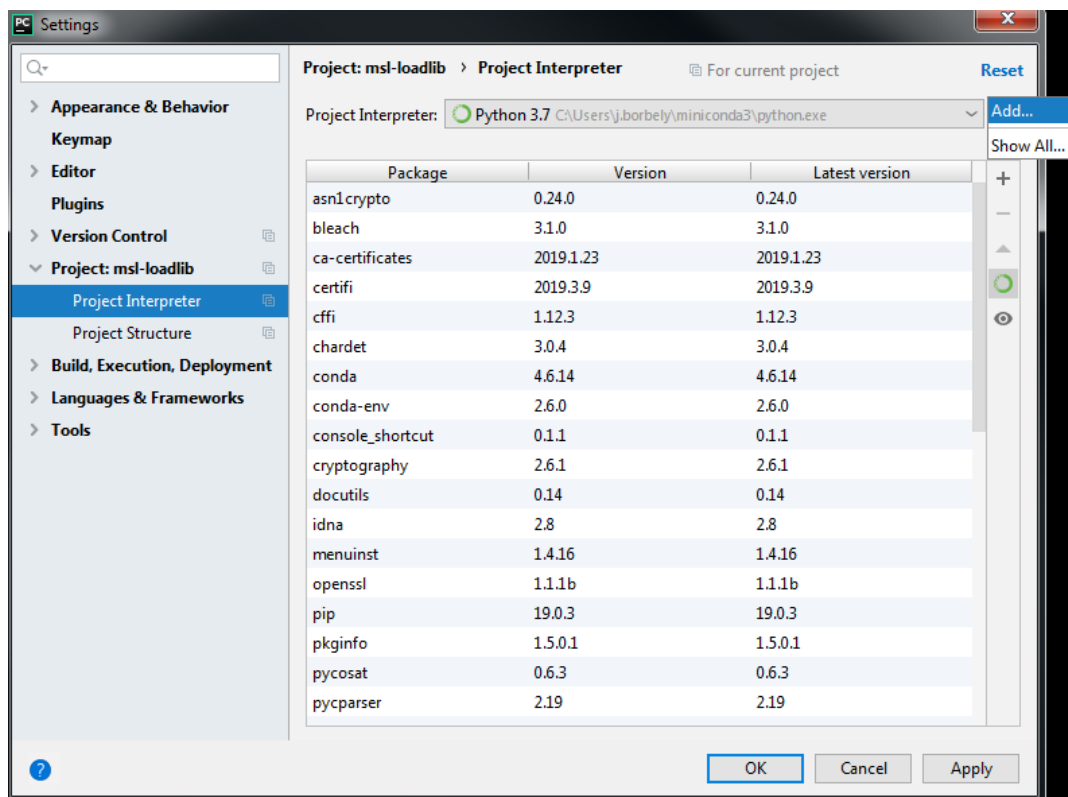 PC Settings
Project: msl-loadlib > Project Interpreter For current project Reset
Appearance & Behavior
Keymap
Editor
Plugins
Version Control
Project: msl-loadlib
Project Interpreter
Project Structure
Build, Execution, Deployment
Languages & Frameworks
Tools
Project Interpreter: Python 3.7 C:\Users\j.borbely\miniconda3\python.exe
Add...
Show All...
Package Version Latest version
asn1crypto 0.24.0 0.24.0
bleach 3.1.0 3.1.0
ca-certificates 2019.1.23 2019.1.23
certifi 2019.3.9 2019.3.9
cffi 1.12.3 1.12.3
chardet 3.0.4 3.0.4
conda 4.6.14 4.6.14
conda-env 2.6.0 2.6.0
console_shortcut 0.1.1 0.1.1
cryptography 2.6.1 2.6.1
docutils 0.14 0.14
idna 2.8 2.8
menuinst 1.4.16 1.4.16
openssl 1.1.1b 1.1.1b
pip 19.0.3 19.0.3
pkginfo 1.5.0.1 1.5.0.1
pycosat 0.6.3 0.6.3
pycparser 2.19 2.19
? OK Cancel Apply